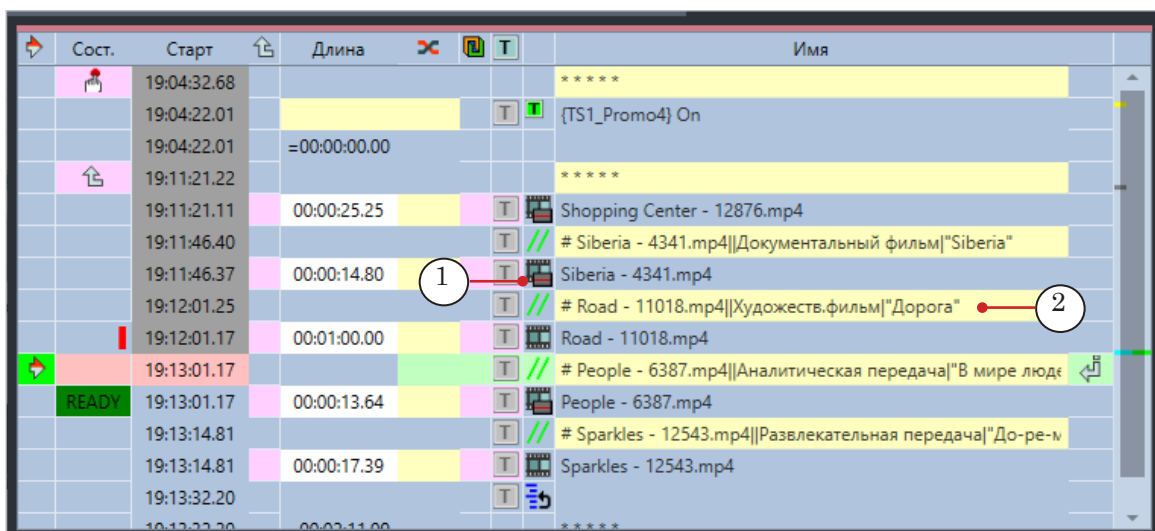 Сост. Старт Длина T Имя
19:04:32.68 * * * * *
19:04:22.01 T T {TS1_Promo4} On
19:04:22.01 =00:00:00.00
19:11:21.22 * * * * *
19:11:21.11 00:00:25.25 T Shopping Center - 12876.mp4
19:11:46.40 T // # Siberia - 4341.mp4||Документальный фильм|"Siberia"
19:11:46.37 00:00:14.80 1 T Siberia - 4341.mp4
19:12:01.25 T // # Road - 11018.mp4||Художеств.фильм|"Дорога" 2
19:12:01.17 00:01:00.00 T Road - 11018.mp4
19:13:01.17 T // # People - 6387.mp4||Аналитическая передача|"В мире люде
READY 19:13:01.17 00:00:13.64 T People - 6387.mp4
19:13:14.81 T // # Sparkles - 12543.mp4||Развлекательная передача|"До-ре-м
19:13:14.81 00:00:17.39 T Sparkles - 12543.mp4
19:13:32.20 T
* * * * *